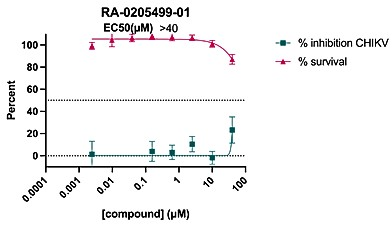 RA-0205499-01
EC50(μM) >40
% inhibition CHIKV
% survival
Percent
100
80
60
40
20
0
0.0001
0.001
0.01
0.1
1
10
100
[compound] (μM)